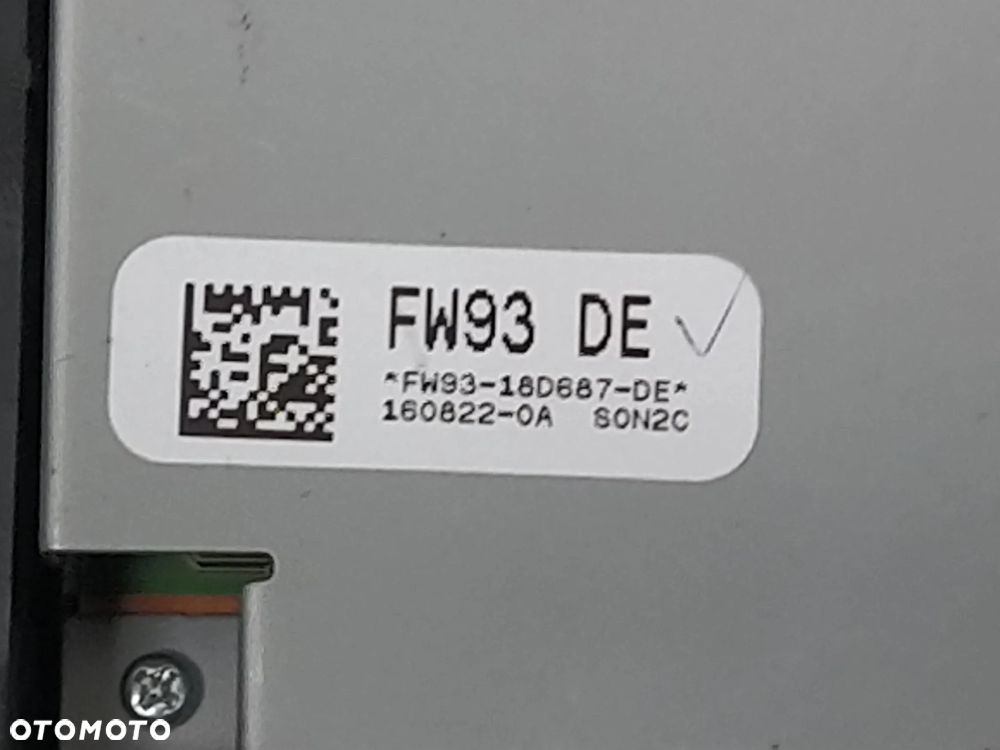 FW93 DE
*FW93-18D687-DE*
160822-0A S0N2C
OTOMOTO